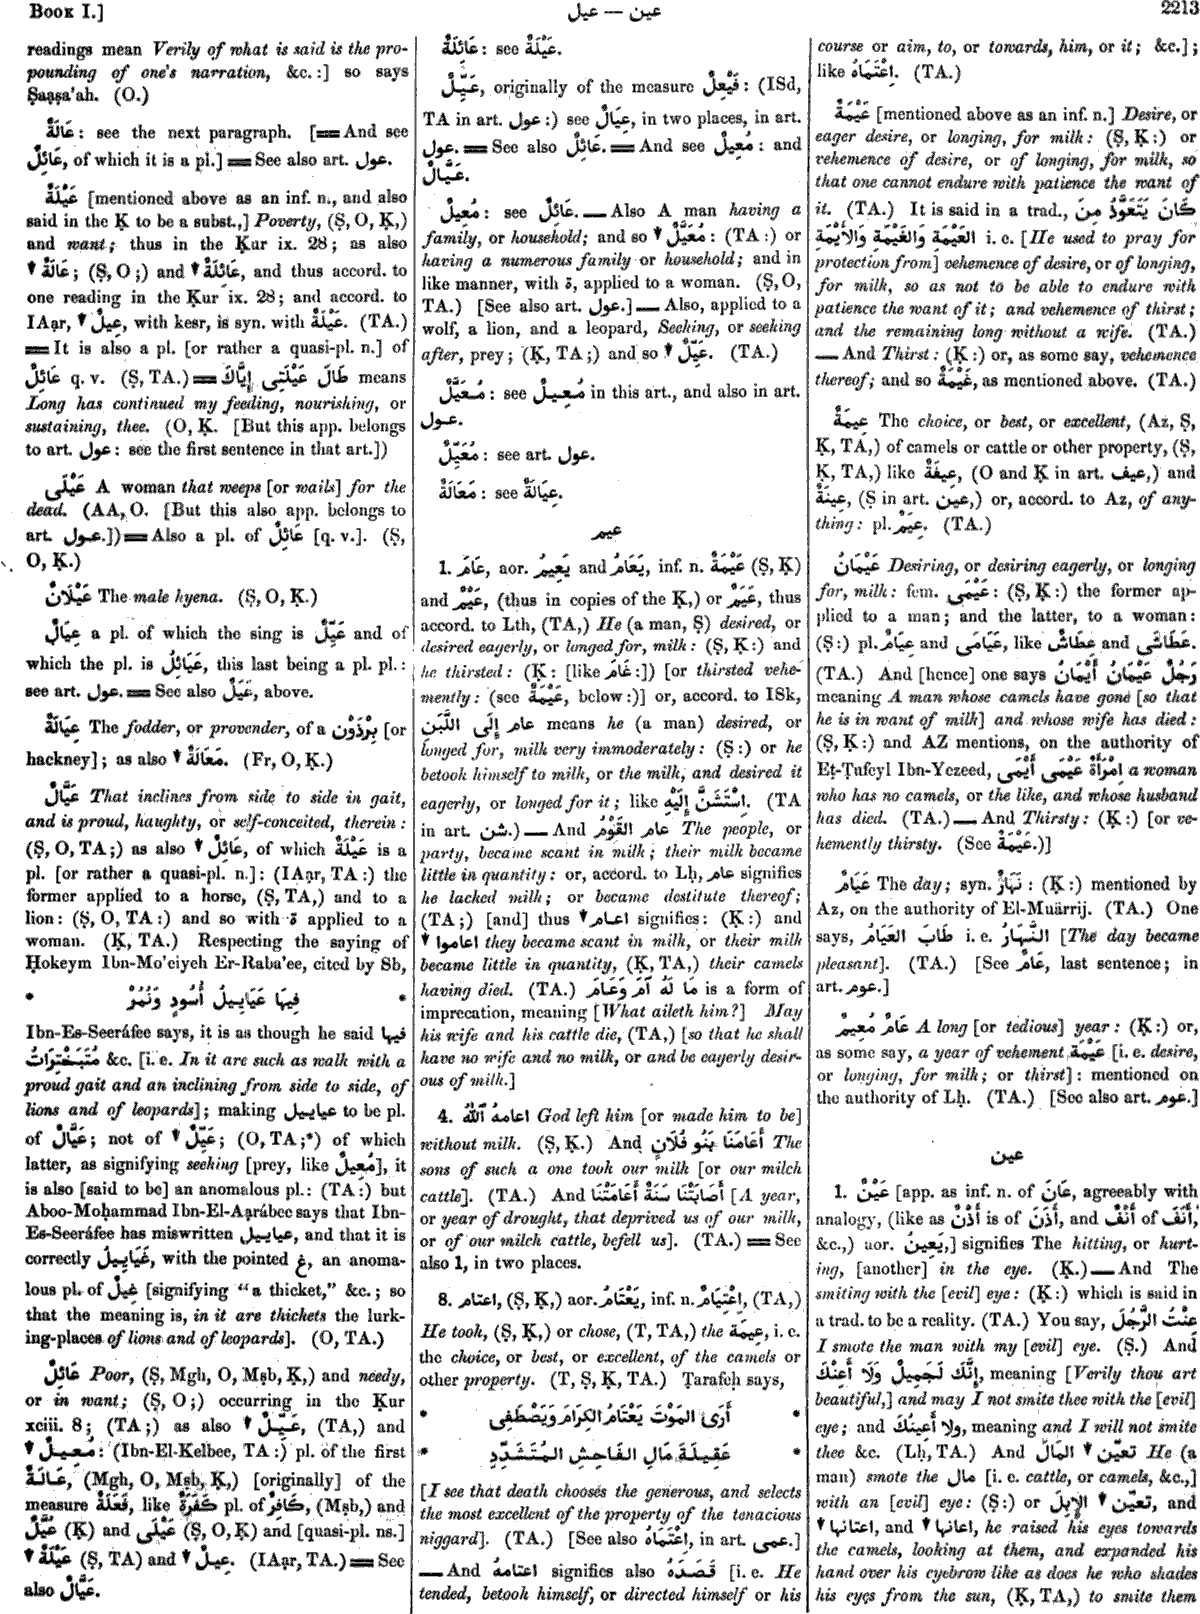 Book I.]
عيل — عين
2213
readings mean Verily of what is said is the pro-
pounding of one's narration, &c. :] so says
Ṣaạṣa'ah. (O.)
عَالَةٌ : see the next paragraph. [== And see
عَائِلٌ, of which it is a pl.] == See also art. عول.
عَيْلَةٌ [mentioned above as an inf. n., and also
said in the Ḳ to be a subst.,] Poverty, (Ṣ, O, Ḳ,)
and want; thus in the Ḳur ix. 28; as also
▼ عَالَةٌ; (Ṣ, O;) and ▼ عَائِلَةٌ, and thus accord. to
one reading in the Ḳur ix. 28; and accord. to
IAạr, ▼ عِيلٌ, with kesr, is syn. with عَيْلَةٌ. (TA.)
== It is also a pl. [or rather a quasi-pl. n.] of
عَائِلٌ q. v. (Ṣ, TA.) == طَالَ عَيْلَتِى إِيَّاكَ means
Long has continued my feeding, nourishing, or
sustaining, thee. (O, Ḳ. [But this app. belongs
to art. عول : see the first sentence in that art.])
عَيْلَى A woman that weeps [or wails] for the
dead. (AA, O. [But this also app. belongs to
art. عول.]) == Also a pl. of عَائِلٌ [q. v.]. (Ṣ,
O, Ḳ.)
عَيْلَانٌ The male hyena. (Ṣ, O, Ḳ.)
عِيَالٌ a pl. of which the sing is عَيِّلٌ and of
which the pl. is عَيَائِلُ, this last being a pl. pl. :
see art. عول. == See also عَيَّلٌ, above.
عِيَالَةٌ The fodder, or provender, of a بِرْذَوْن [or
hackney]; as also ▼ مَعَالَةٌ. (Fr, O, Ḳ.)
عَيَّالٌ That inclines from side to side in gait,
and is proud, haughty, or self-conceited, therein :
(Ṣ, O, TA;) as also ▼ عَائِلٌ, of which عَيْلَةٌ is a
pl. [or rather a quasi-pl. n.] : (IAạr, TA :) the
former applied to a horse, (Ṣ, TA,) and to a
lion : (Ṣ, O, TA :) and so with ة applied to a
woman. (Ḳ, TA.) Respecting the saying of
Ḥokeym Ibn-Mo'eiyeh Er-Raba'ee, cited by Sb,
* فِيهَا عَيَايِيلُ أُسُودٍ وَنُمُرْ *
Ibn-Es-Seeráfee says, it is as though he said فيها
مُتَبَخْتِرَاتٌ &c. [i. e. In it are such as walk with a
proud gait and an inclining from side to side, of
lions and of leopards]; making عياييل to be pl.
of عَيَّالٌ; not of ▼ عَيِّلٌ; (O, TA;*) of which
latter, as signifying seeking [prey, like مُعِيلٌ], it
is also [said to be] an anomalous pl. : (TA :) but
Aboo-Moḥammad Ibn-El-Aạrábee says that Ibn-
Es-Seeráfee has miswritten عياييل, and that it is
correctly غَيَايِيلُ, with the pointed غ, an anoma-
lous pl. of غِيلٌ [signifying "a thicket," &c.; so
that the meaning is, in it are thickets the lurk-
ing-places of lions and of leopards]. (O, TA.)
عَائِلٌ Poor, (Ṣ, Mgh, O, Mṣb, Ḳ,) and needy,
or in want; (Ṣ, O;) occurring in the Ḳur
xciii. 8; (TA;) as also ▼ عَيِّلٌ, (TA,) and
▼ مُعِيلٌ : (Ibn-El-Kelbee, TA :) pl. of the first
عَالَةٌ, (Mgh, O, Mṣb, Ḳ,) [originally] of the
measure فَعَلَةٌ, like كَفَرَةٌ pl. of كَافِرٌ, (Mṣb,) and
عُيَّلٌ (Ḳ) and عَيْلَى (Ṣ, O, Ḳ) and [quasi-pl. ns.]
▼ عَيْلَةٌ (Ṣ, TA) and ▼ عِيلٌ. (IAạr, TA.) == See
also عَيَّالٌ.
عَائِلَةٌ : see عَيْلَةٌ.
عَيِّلٌ, originally of the measure فَيْعِلٌ : (ISd,
TA in art. عول :) see عِيَالٌ, in two places, in art.
عول. == See also عَائِلٌ. == And see مُعِيلٌ : and
عَيَّالٌ.
مُعِيلٌ : see عَائِلٌ. — Also A man having a
family, or household; and so ▼ مُعَيَّلٌ : (TA :) or
having a numerous family or household; and in
like manner, with ة, applied to a woman. (Ṣ, O,
TA.) [See also art. عول.] — Also, applied to a
wolf, a lion, and a leopard, Seeking, or seeking
after, prey; (Ḳ, TA;) and so ▼ عَيِّلٌ. (TA.)
مُعَيَّلٌ : see مُعِيلٌ in this art., and also in art.
عول.
مُعَيِّلٌ : see art. عول.
مَعَالَةٌ : see عِيَالَةٌ.
عيم
1. عَامَ, aor. يَعِيمُ and يَعَامُ, inf. n. عَيْمَةٌ (Ṣ, Ḳ)
and عَيْمٌ, (thus in copies of the Ḳ,) or عَيَمٌ, thus
accord. to Lth, (TA,) He (a man, Ṣ) desired, or
desired eagerly, or longed for, milk : (Ṣ, Ḳ :) and
he thirsted : (Ḳ : [like غَامَ :]) [or thirsted vehe-
mently : (see عَيْمَةٌ, below :)] or, accord. to ISk,
عام إِلَى اللَّبَنِ means he (a man) desired, or
longed for, milk very immoderately : (Ṣ :) or he
betook himself to milk, or the milk, and desired it
eagerly, or longed for it; like اِسْتَشَنَّ إِلَيْهِ. (TA
in art. شن.) — And عام القَوْمُ The people, or
party, became scant in milk; their milk became
little in quantity : or, accord. to Lḥ, عام signifies
he lacked milk; or became destitute thereof;
(TA;) [and] thus ▼ اعام signifies : (Ḳ :) and
▼ اعاموا they became scant in milk, or their milk
became little in quantity, (Ḳ, TA,) their camels
having died. (TA.) مَا لَهُ آمَ وَعَامَ is a form of
imprecation, meaning [What aileth him?] May
his wife and his cattle die, (TA,) [so that he shall
have no wife and no milk, or and be eagerly desir-
ous of milk.]
4. اعامهُ ٱللّٰهُ God left him [or made him to be]
without milk. (Ṣ, Ḳ.) And أَعَامَنَا بَنُو فُلَانٍ The
sons of such a one took our milk [or our milch
cattle]. (TA.) And أَصَابَتْنَا سَنَةٌ أَعَامَتْنَا [A year,
or year of drought, that deprived us of our milk,
or of our milch cattle, befell us]. (TA.) == See
also 1, in two places.
8. اعتام, (Ṣ, Ḳ,) aor. يَعْتَامُ, inf. n. اِعْتِيَامٌ, (TA,)
He took, (Ṣ, Ḳ,) or chose, (T, TA,) the عِيمَة, i. e.
the choice, or best, or excellent, of the camels or
other property. (T, Ṣ, Ḳ, TA.) Ṭarafeh says,
* أَرَى المَوْتَ يَعْتَامُ الكِرَامَ وَيَصْطَفِى
* عَقِيلَةَ مَالِ الفَاحِشِ المُتَشَدِّدِ *
[I see that death chooses the generous, and selects
the most excellent of the property of the tenacious
niggard]. (TA.) [See also اِعْتَمَاهُ, in art. عمى.]
— And اعتامهُ signifies also قَصَدَهُ [i. e. He
tended, betook himself, or directed himself or his
course or aim, to, or towards, him, or it; &c.];
like اِعْتَمَاهُ. (TA.)
عَيْمَةٌ [mentioned above as an inf. n.] Desire, or
eager desire, or longing, for milk : (Ṣ, Ḳ :) or
vehemence of desire, or of longing, for milk, so
that one cannot endure with patience the want of
it. (TA.) It is said in a trad., كَانَ يَتَعَوَّذُ مِنَ
العَيْمَةِ وَالغَيْمَةِ وَالأَيْمَةِ i. e. [He used to pray for
protection from] vehemence of desire, or of longing,
for milk, so as not to be able to endure with
patience the want of it; and vehemence of thirst;
and the remaining long without a wife. (TA.)
— And Thirst : (Ḳ :) or, as some say, vehemence
thereof; and so غَيْمَةٌ, as mentioned above. (TA.)
عِيمَةٌ The choice, or best, or excellent, (Az, Ṣ,
Ḳ, TA,) of camels or cattle or other property, (Ṣ,
Ḳ, TA,) like عِيفَةٌ, (O and Ḳ in art. عيف,) and
عِينَةٌ, (Ṣ in art. عين,) or, accord. to Az, of any-
thing : pl. عِيَمٌ. (TA.)
عَيْمَانُ Desiring, or desiring eagerly, or longing
for, milk : fem. عَيْمَى : (Ṣ, Ḳ :) the former ap-
plied to a man; and the latter, to a woman :
(Ṣ :) pl. عِيَامٌ and عَيَامَى, like عِطَاشٌ and عَطَاشَى.
(TA.) And [hence] one says رَجُلٌ عَيْمَانُ أَيْمَانُ
meaning A man whose camels have gone [so that
he is in want of milk] and whose wife has died :
(Ṣ, Ḳ :) and AZ mentions, on the authority of
Eṭ-Ṭufeyl Ibn-Yezeed, اِمْرَأَةٌ عَيْمَى أَيْمَى a woman
who has no camels, or the like, and whose husband
has died. (TA.) — And Thirsty : (Ḳ :) [or ve-
hemently thirsty. (See عَيْمَةٌ.)]
عَيَامٌ The day; syn. نَهَارٌ : (Ḳ :) mentioned by
Az, on the authority of El-Muärrij. (TA.) One
says, طَابَ العَيَامُ i. e. النَّهَارُ [The day became
pleasant]. (TA.) [See عَامٌ, last sentence; in
art. عوم.]
عَامٌ مُعِيمٌ A long [or tedious] year : (Ḳ :) or,
as some say, a year of vehement عَيْمَة [i. e. desire,
or longing, for milk; or thirst] : mentioned on
the authority of Lḥ. (TA.) [See also art. عوم.]
عين
1. عَيْنٌ [app. as inf. n. of عَانَ, agreeably with
analogy, (like as أَذْنٌ is of أَذَنَ, and أَنْفٌ of أَنَفَ,
&c.,) aor. يَعِينُ,] signifies The hitting, or hurt-
ing, [another] in the eye. (Ḳ.) — And The
smiting with the [evil] eye : (Ḳ :) which is said in
a trad. to be a reality. (TA.) You say, عِنْتُ الرَّجُلَ
I smote the man with my [evil] eye. (Ṣ.) And
إِنَّكَ لَجَمِيلٌ وَلَا أَعِنْكَ, meaning [Verily thou art
beautiful,] and may I not smite thee with the [evil]
eye; and ولا أَعِينُكَ, meaning and I will not smite
thee &c. (Lḥ, TA.) And ▼ تعيّن المَالَ He (a
man) smote the مال [i. e. cattle, or camels, &c.,]
with an [evil] eye : (Ṣ :) or ▼ تعيّن الإِبِلَ, and
▼ اعتانها, and ▼ اعانها, he raised his eyes towards
the camels, looking at them, and expanded his
hand over his eyebrow like as does he who shades
his eyes from the sun, (Ḳ, TA,) to smite them